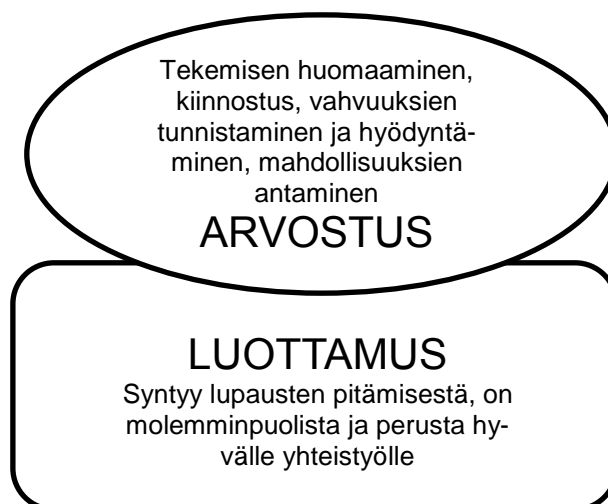 Tekemisen huomaaminen,
kiinnostus, vahvuuksien
tunnistaminen ja hyödyntä-
minen, mahdollisuuksien
antaminen
ARVOSTUS
LUOTTAMUS
Syntyy lupausten pitämisestä, on
molemminpuolista ja perusta hy-
välle yhteistyölle